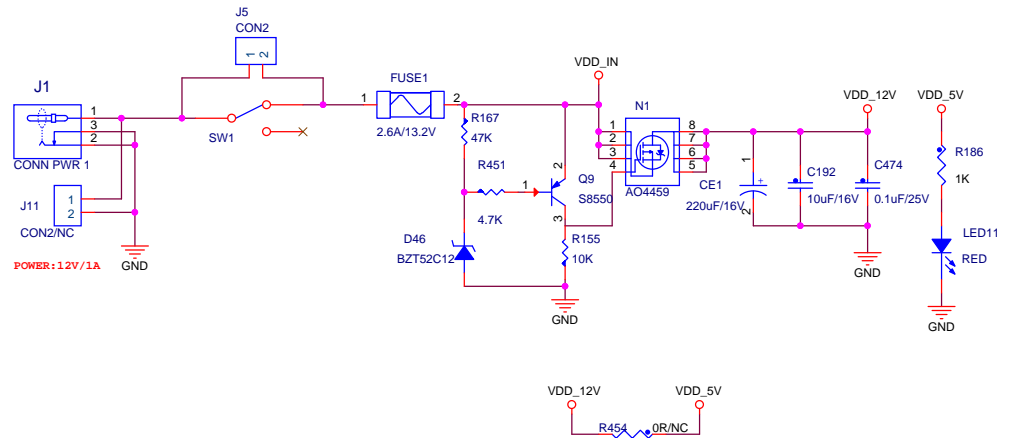 J5
CON2
1 2
J1
1
3
2
CONN PWR 1
J11
1
2
CON2/NC
GND
POWER:12V/1A
SW1
FUSE1
1
2
2.6A/13.2V
R167
47K
R451
4.7K
1
2
3
Q9
S8550
D46
BZT52C12
R155
10K
GND
VDD_IN
N1
1
2
3
4
8
7
6
5
AO4459
CE1
1
+
2
220uF/16V
C192
10uF/16V
VDD_12V
C474
0.1uF/25V
GND
VDD_5V
R186
1K
LED11
RED
GND
VDD_12V
VDD_5V
R454
0R/NC